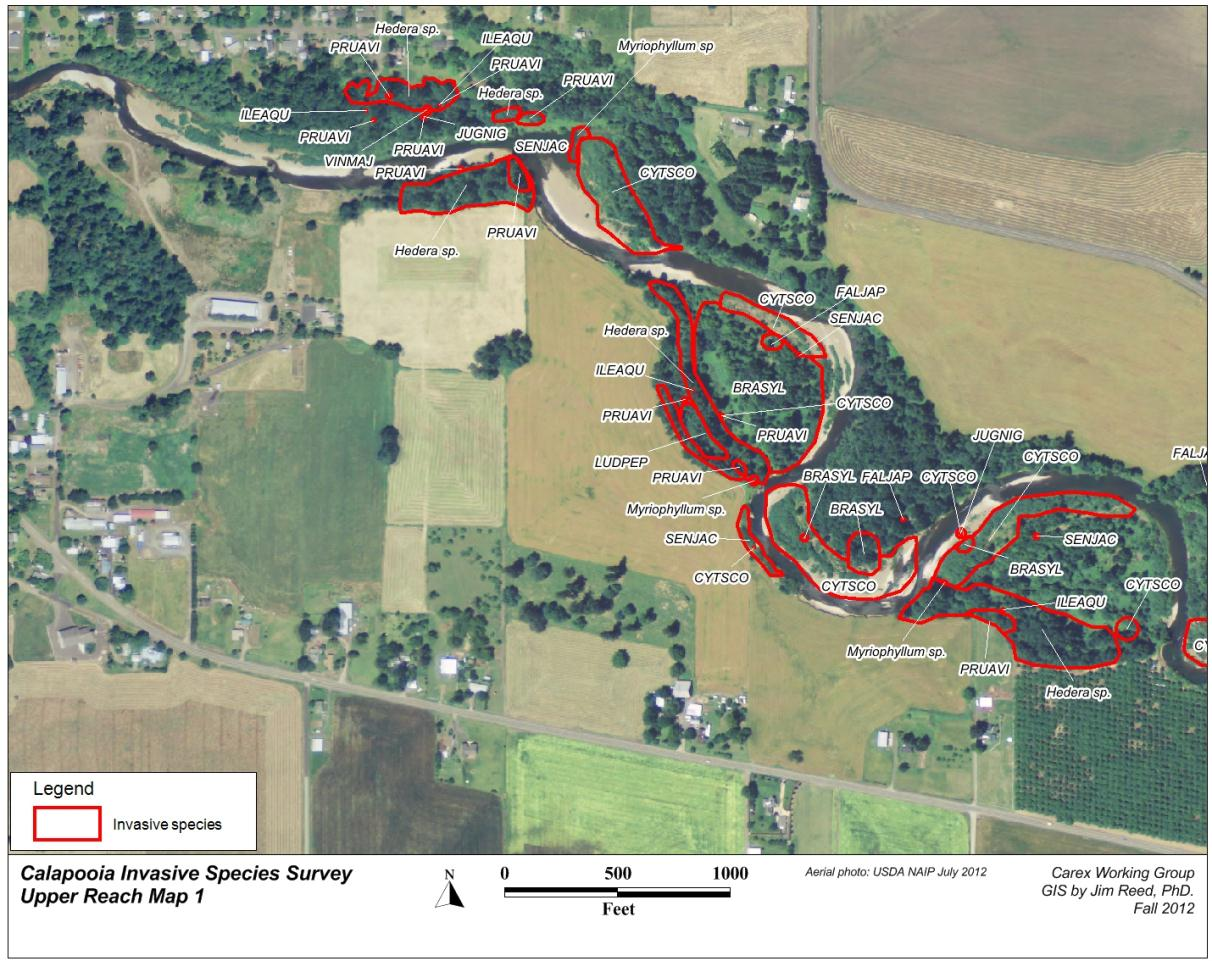 Hedera sp.
ILEAQU
PRUAVI
Myriophyllum sp
PRUAVI
PRUAVI
Hedera sp.
ILEAQU
PRUAVI
JUGNIG
SENJAC
PRUAVI
VINMAJ
PRUAVI
CYTSCO
PRUAVI
Hedera sp.
FALJAP
CYTSCO
SENJAC
Hedera sp.
ILEAQU
BRASYL
CYTSCO
PRUAVI
PRUAVI
JUGNIG
LUDPEP
CYTSCO
FALJA
PRUAVI
BRASYL
FALJAP
CYTSCO
Myriophyllum sp.
BRASYL
SENJAC
SENJAC
BRASYL
CYTSCO
CYTSCO
CYTSCO
ILEAQU
CY
Myriophyllum sp.
PRUAVI
Hedera sp.
Legend
Invasive species
Calapooia Invasive Species Survey
Upper Reach Map 1
N
0 500 1000
Feet
Aerial photo: USDA NAIP July 2012
Carex Working Group
GIS by Jim Reed, PhD.
Fall 2012